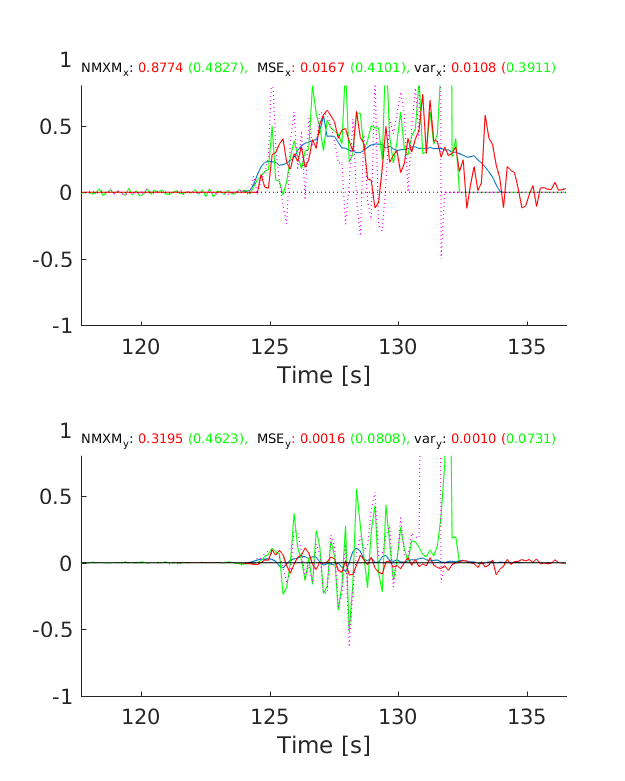 1
NMXMx: 0.8774 (0.4827), MSEx: 0.0167 (0.4101), varx: 0.0108 (0.3911)
0.5
0
-0.5
-1
120 125 130 135
Time [s]
1
NMXMy: 0.3195 (0.4623), MSEy: 0.0016 (0.0808), vary: 0.0010 (0.0731)
0.5
0
-0.5
-1
120 125 130 135
Time [s]